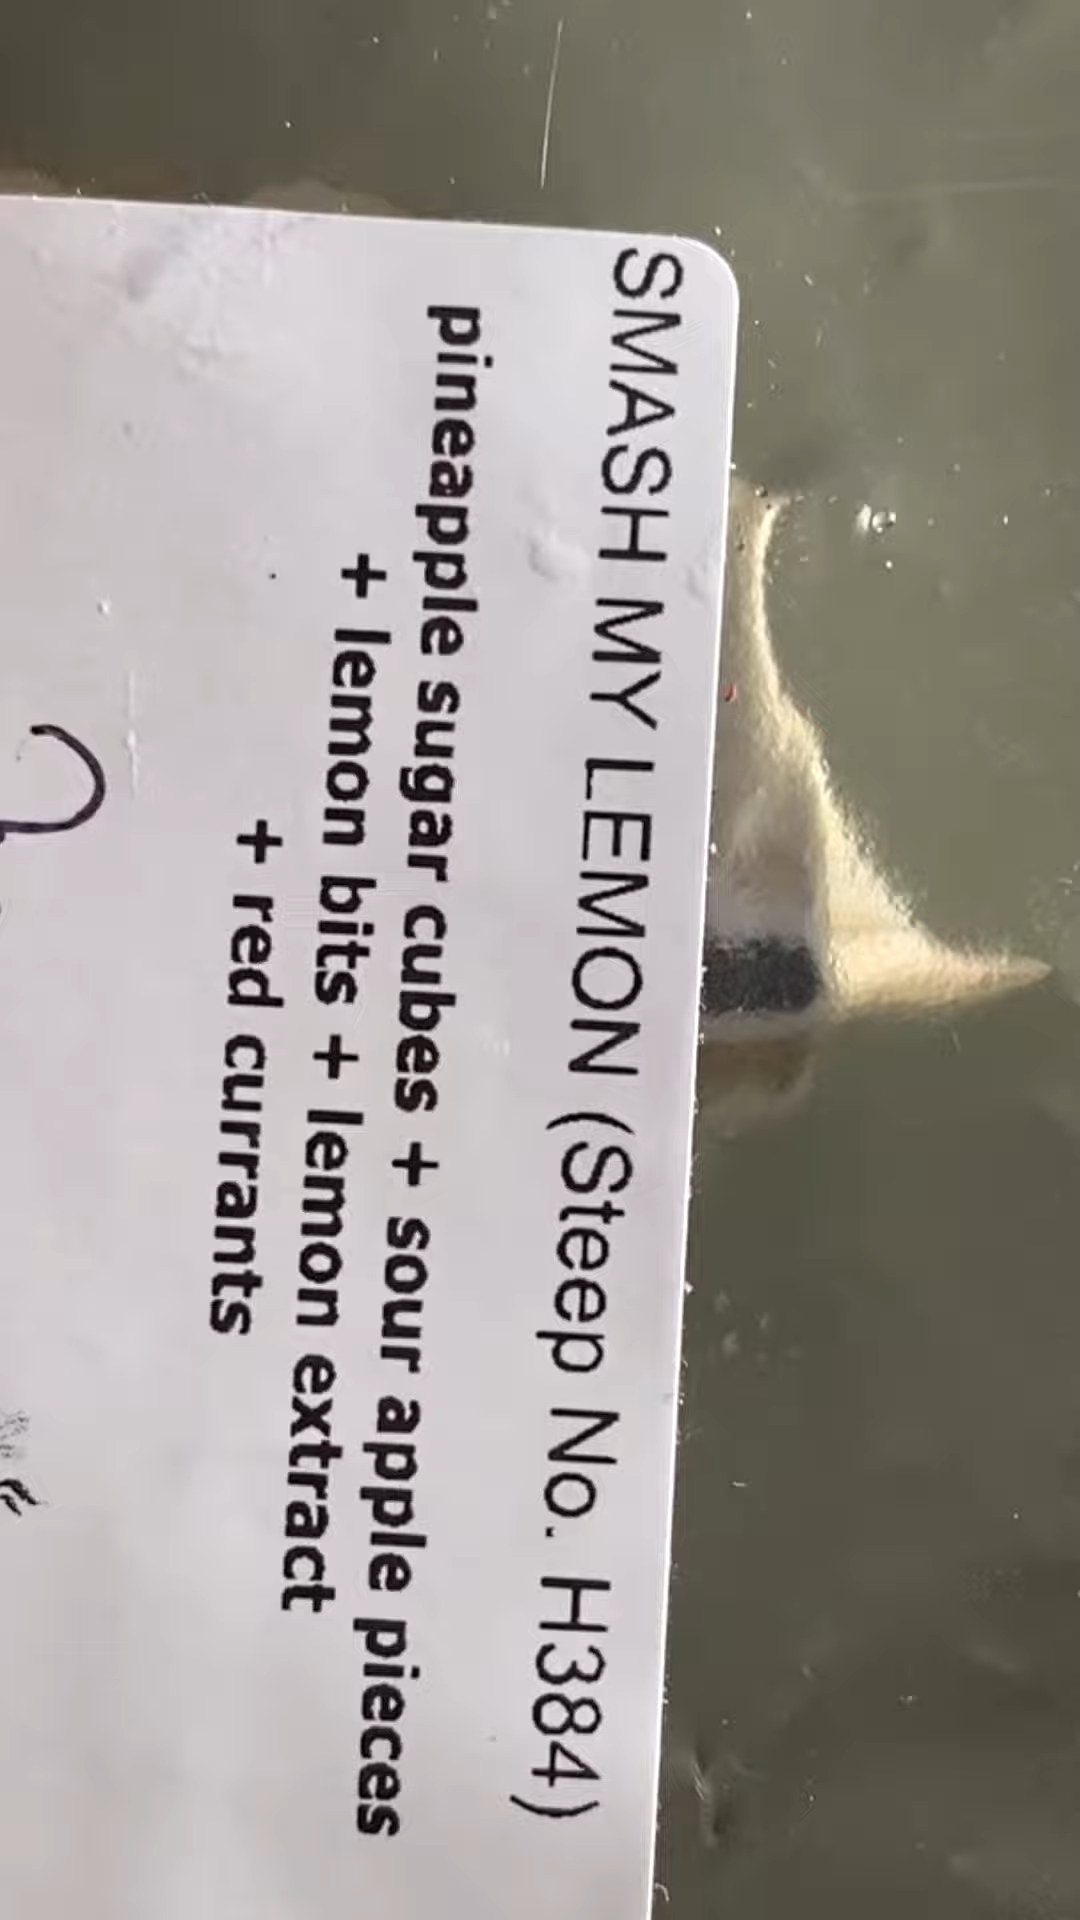 SMASH MY LEMON (Steep No. H384)
pineapple sugar cubes + sour apple pieces
+ lemon bits + lemon extract
+ red currants